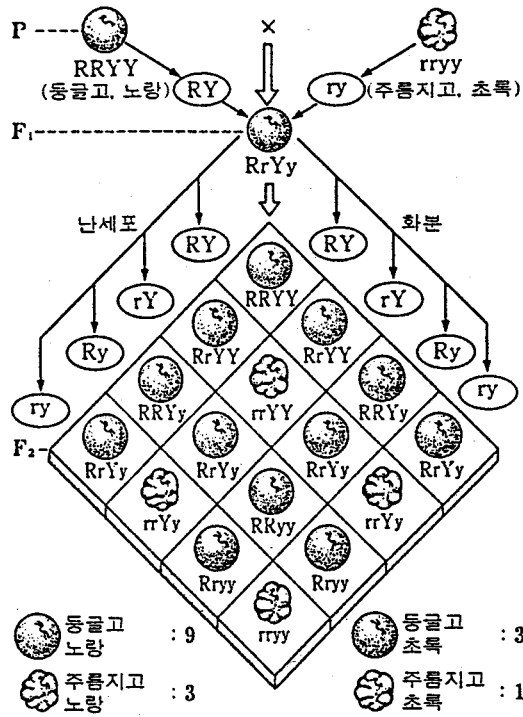 P ×
RRYY rryy
(둥글고, 노랑) RY ry (주름지고, 초록)
F₁
RrYy
난세포 화분
RY RY
rY rY
Ry Ry
ry ry
F₂
RRYY
RrYY RrYY
RRYy rrYY RRYy
RrYy RrYy RrYy RrYy
rrYy RRyy rrYy
Rryy Rryy
rryy
둥글고 노랑 : 9
둥글고 초록 : 3
주름지고 노랑 : 3
주름지고 초록 : 1